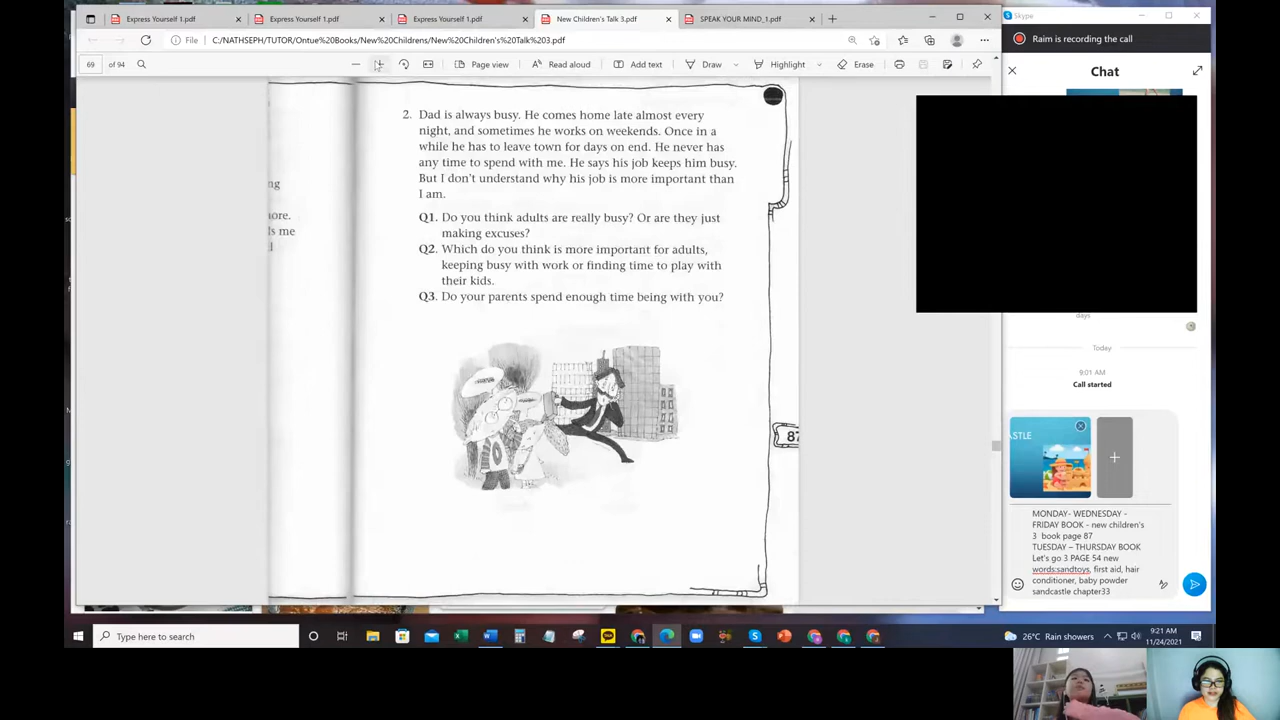 Express Yourself 1.pdf
Express Yourself 1.pdf
Express Yourself 1.pdf
New Children's Talk 3.pdf
SPEAK YOUR MIND_1.pdf
Skype
File
C:/NATHSEPH/TUTOR/Ontue%20Books/New%20Childrens/New%20Children's%20Talk%203.pdf
Raim is recording the call
69 of 94
Page view
Read aloud
Add text
Draw
Highlight
Erase
Chat
2. Dad is always busy. He comes home late almost every
night, and sometimes he works on weekends. Once in a
while he has to leave town for days on end. He never has
any time to spend with me. He says his job keeps him busy.
But I don't understand why his job is more important than
I am.
Q1. Do you think adults are really busy? Or are they just
making excuses?
Q2. Which do you think is more important for adults,
keeping busy with work or finding time to play with
their kids.
Q3. Do your parents spend enough time being with you?
ng
ore.
ls me
87
days
Today
9:01 AM
Call started
ASTLE
MONDAY- WEDNESDAY -
FRIDAY BOOK - new children's
3 book page 87
TUESDAY – THURSDAY BOOK
Let's go 3 PAGE 54 new
words:sandtoys, first aid, hair
conditioner, baby powder
sandcastle chapter33
Type here to search
26°C Rain showers
9:21 AM
11/24/2021